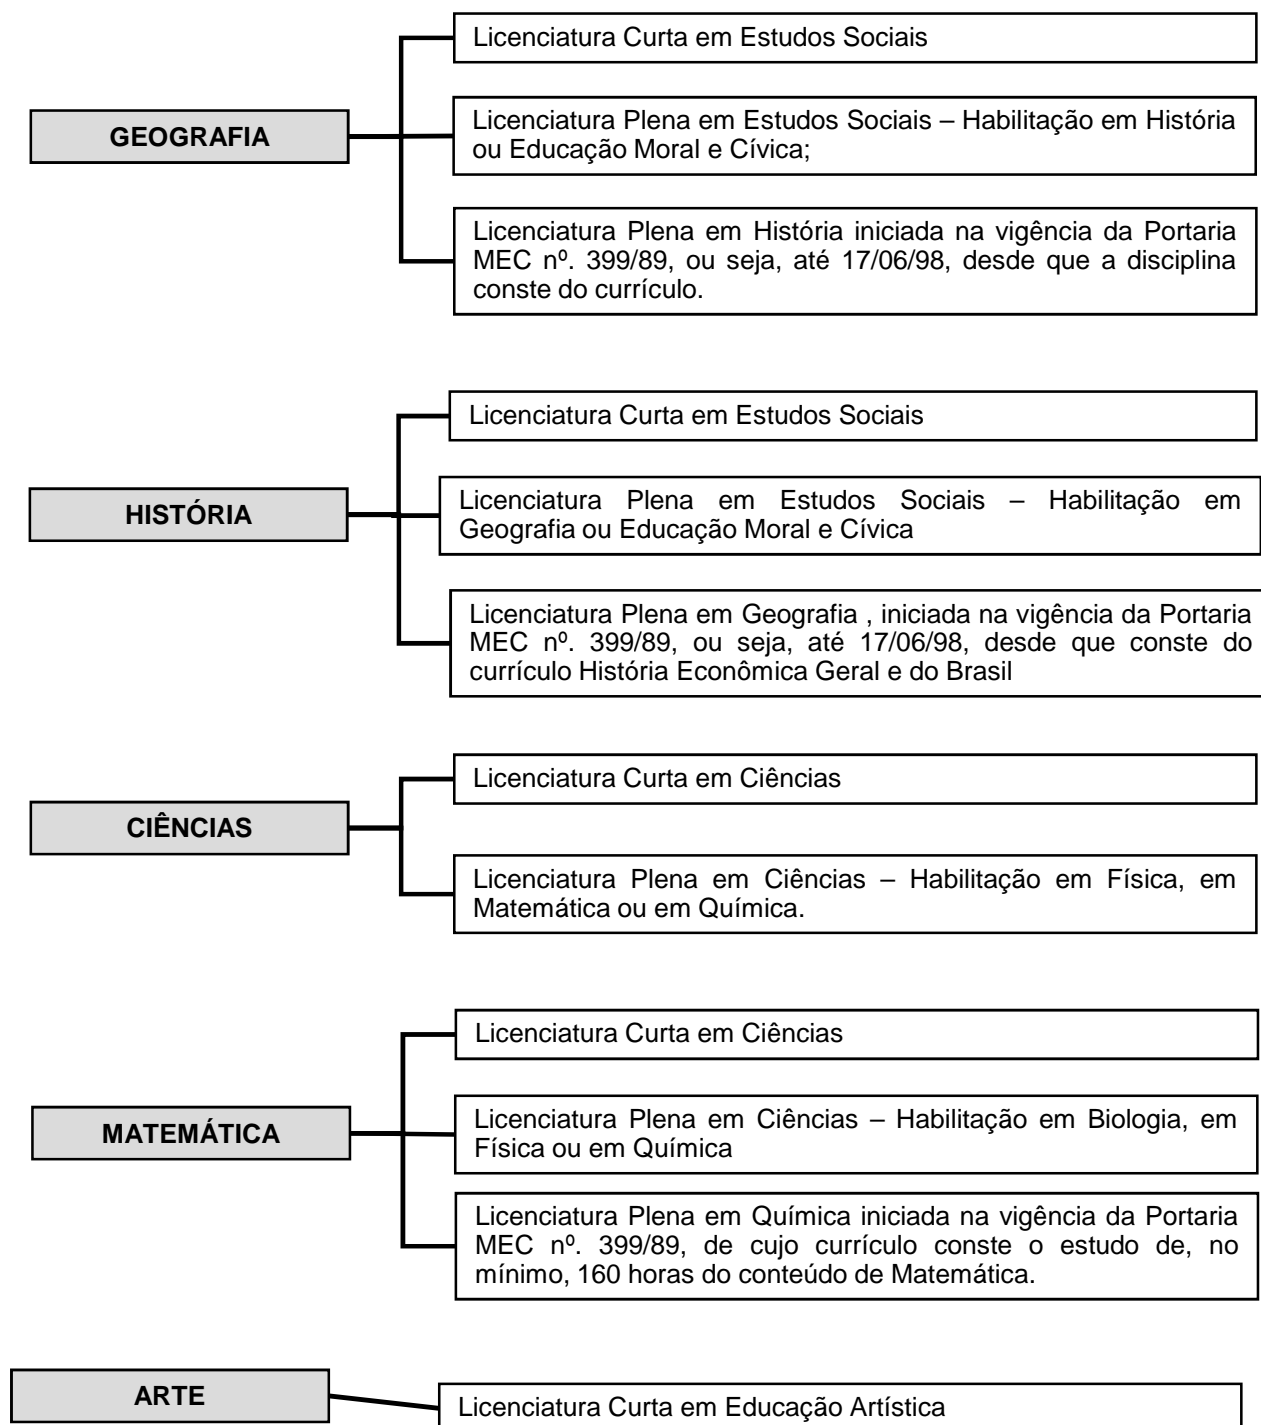 Licenciatura Curta em Estudos Sociais
GEOGRAFIA
Licenciatura Plena em Estudos Sociais – Habilitação em História
ou Educação Moral e Cívica;
Licenciatura Plena em História iniciada na vigência da Portaria
MEC nº. 399/89, ou seja, até 17/06/98, desde que a disciplina
conste do currículo.
Licenciatura Curta em Estudos Sociais
HISTÓRIA
Licenciatura Plena em Estudos Sociais – Habilitação em
Geografia ou Educação Moral e Cívica
Licenciatura Plena em Geografia , iniciada na vigência da Portaria
MEC nº. 399/89, ou seja, até 17/06/98, desde que conste do
currículo História Econômica Geral e do Brasil
Licenciatura Curta em Ciências
CIÊNCIAS
Licenciatura Plena em Ciências – Habilitação em Física, em
Matemática ou em Química.
Licenciatura Curta em Ciências
MATEMÁTICA
Licenciatura Plena em Ciências – Habilitação em Biologia, em
Física ou em Química
Licenciatura Plena em Química iniciada na vigência da Portaria
MEC nº. 399/89, de cujo currículo conste o estudo de, no
mínimo, 160 horas do conteúdo de Matemática.
ARTE
Licenciatura Curta em Educação Artística